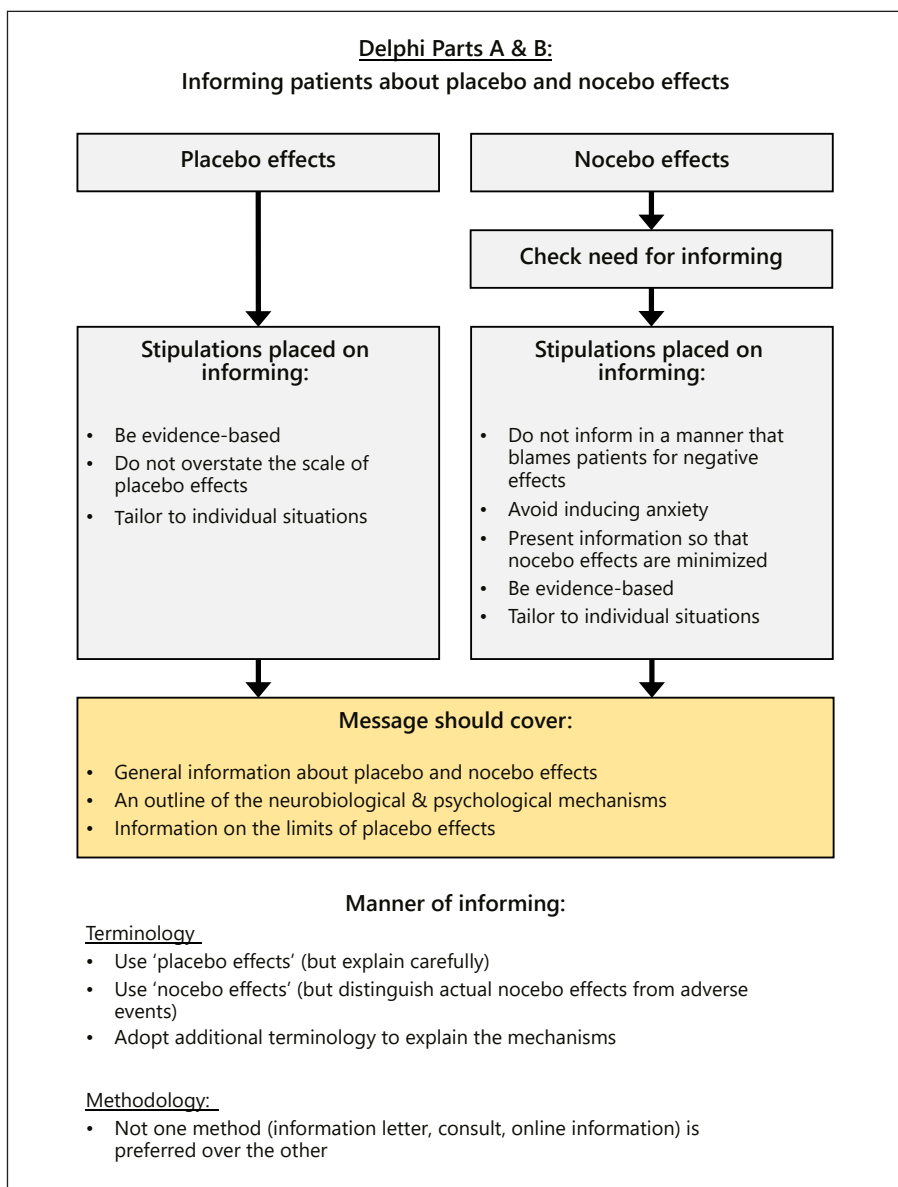 Delphi Parts A & B:
Informing patients about placebo and nocebo effects
Placebo effects
Nocebo effects
Check need for informing
Stipulations placed on
informing:
• Be evidence-based
• Do not overstate the scale of
placebo effects
• Tailor to individual situations
Stipulations placed on
informing:
• Do not inform in a manner that
blames patients for negative
effects
• Avoid inducing anxiety
• Present information so that
nocebo effects are minimized
• Be evidence-based
• Tailor to individual situations
Message should cover:
• General information about placebo and nocebo effects
• An outline of the neurobiological & psychological mechanisms
• Information on the limits of placebo effects
Manner of informing:
Terminology
• Use ‘placebo effects’ (but explain carefully)
• Use ‘nocebo effects’ (but distinguish actual nocebo effects from adverse
events)
• Adopt additional terminology to explain the mechanisms
Methodology:
• Not one method (information letter, consult, online information) is
preferred over the other